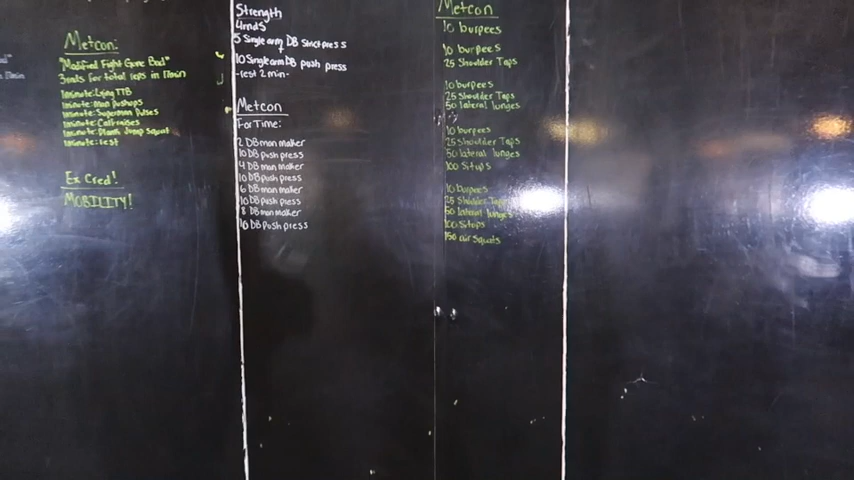 Metcon:
"Modified Fight Gone Bad"
3rnds for total reps in 17min
1minute: Lying TTB
1minute: man pushups
1minute: Superman Pulses
1minute: Calf raises
1minute: Plank Jump squat
1minute: rest
Ex Cred!
MOBILITY!
Strength
4rnds
5 Single arm DB Strict press
+
10 Single arm DB push press
-rest 2 min-
Metcon
For Time:
2 DB man maker
10 DB push press
4 DB man maker
10 DB push press
6 DB man maker
10 DB push press
8 DB man maker
10 DB push press
Metcon
10 burpees
10 burpees
25 Shoulder Taps
10 burpees
25 Shoulder Taps
50 lateral lunges
10 burpees
25 Shoulder Taps
50 lateral lunges
100 Situps
10 burpees
25 Shoulder Taps
50 lateral lunges
100 Situps
150 air squats